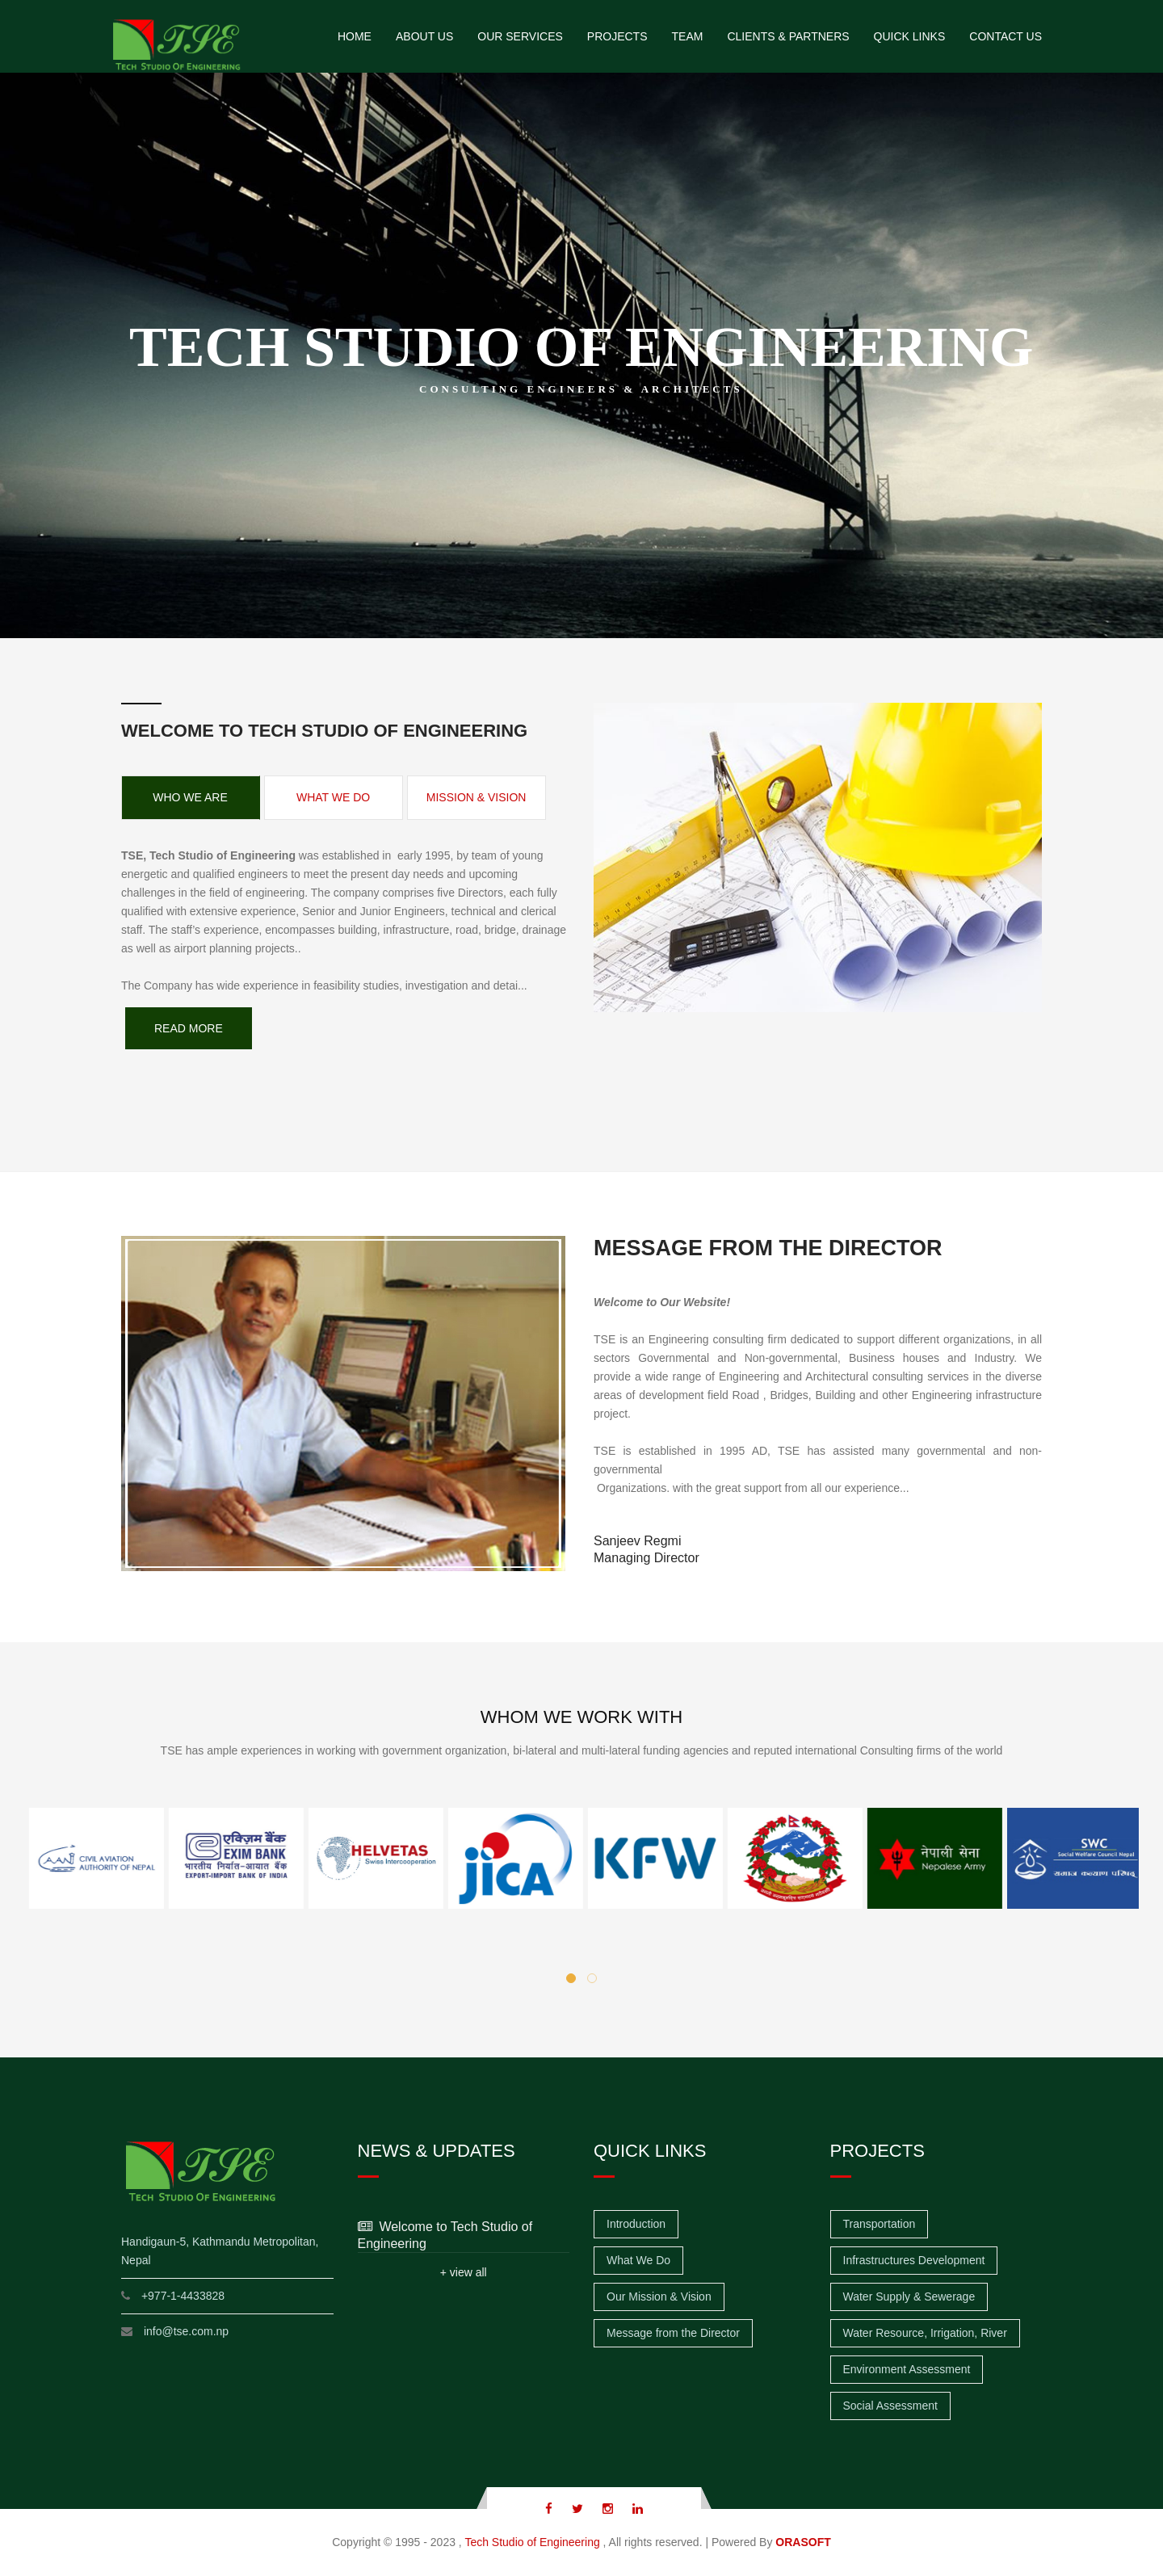 TSE
TECH STUDIO OF ENGINEERING
HOME ABOUT US OUR SERVICES PROJECTS TEAM CLIENTS & PARTNERS QUICK LINKS CONTACT US
TECH STUDIO OF ENGINEERING
CONSULTING ENGINEERS & ARCHITECTS
WELCOME TO TECH STUDIO OF ENGINEERING
WHO WE ARE WHAT WE DO MISSION & VISION
TSE, Tech Studio of Engineering was established in early 1995, by team of young
energetic and qualified engineers to meet the present day needs and upcoming
challenges in the field of engineering. The company comprises five Directors, each fully
qualified with extensive experience, Senior and Junior Engineers, technical and clerical
staff. The staff's experience, encompasses building, infrastructure, road, bridge, drainage
as well as airport planning projects..
The Company has wide experience in feasibility studies, investigation and detai...
READ MORE
MESSAGE FROM THE DIRECTOR
Welcome to Our Website!
TSE is an Engineering consulting firm dedicated to support different organizations, in all
sectors Governmental and Non-governmental, Business houses and Industry. We
provide a wide range of Engineering and Architectural consulting services in the diverse
areas of development field Road , Bridges, Building and other Engineering infrastructure
project.
TSE is established in 1995 AD, TSE has assisted many governmental and non-
governmental
Organizations. with the great support from all our experience...
Sanjeev Regmi
Managing Director
WHOM WE WORK WITH
TSE has ample experiences in working with government organization, bi-lateral and multi-lateral funding agencies and reputed international Consulting firms of the world
CIVIL AVIATION
AUTHORITY OF NEPAL
एक्ज़िम बैंक
EXIM BANK
भारतीय निर्यात-आयात बैंक
EXPORT-IMPORT BANK OF INDIA
HELVETAS
Swiss Intercooperation
jICA
KFW
नेपाली सेना
Nepalese Army
SWC
Social Welfare Council Nepal
समाज कल्याण परिषद्
TSE
TECH STUDIO OF ENGINEERING
Handigaun-5, Kathmandu Metropolitan,
Nepal
+977-1-4433828
info@tse.com.np
NEWS & UPDATES
Welcome to Tech Studio of
Engineering
+ view all
QUICK LINKS
Introduction
What We Do
Our Mission & Vision
Message from the Director
PROJECTS
Transportation
Infrastructures Development
Water Supply & Sewerage
Water Resource, Irrigation, River
Environment Assessment
Social Assessment
Copyright © 1995 - 2023 , Tech Studio of Engineering , All rights reserved. | Powered By ORASOFT